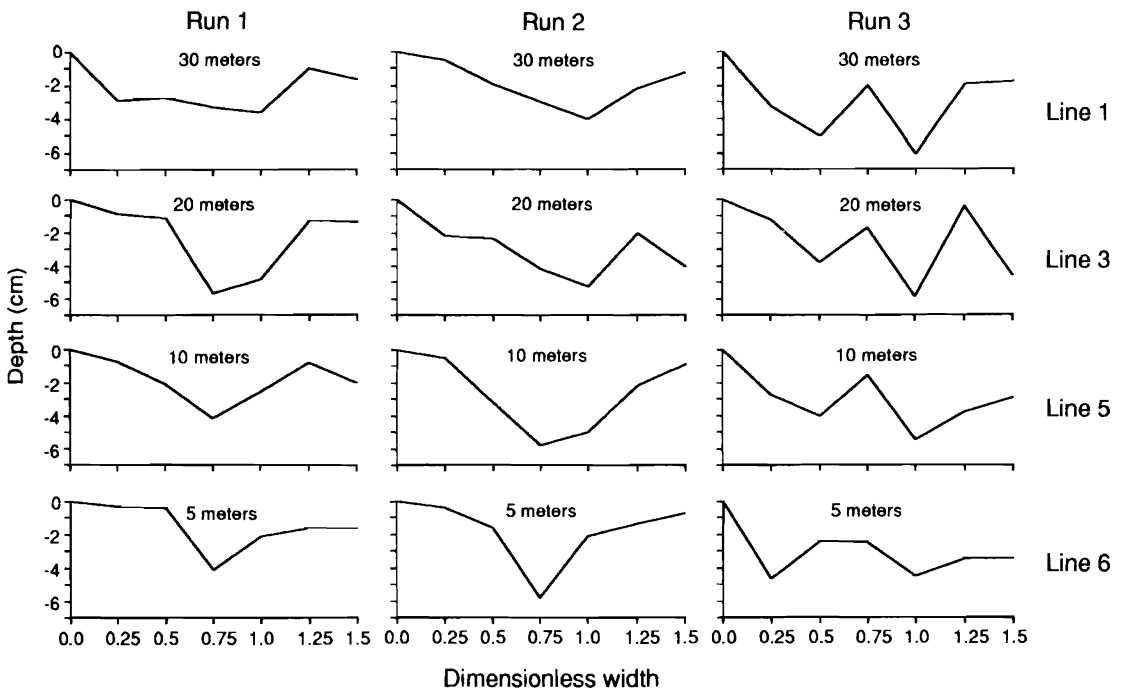 Run 1 Run 2 Run 3
0 30 meters 30 meters 30 meters
-2
-4
-6
Line 1
0 20 meters 20 meters 20 meters
-2
-4
-6
Line 3
0 10 meters 10 meters 10 meters
-2
-4
-6
Line 5
0 5 meters 5 meters 5 meters
-2
-4
-6
Line 6
Depth (cm)
0.0 0.25 0.5 0.75 1.0 1.25 1.5 0.0 0.25 0.5 0.75 1.0 1.25 1.5 0.0 0.25 0.5 0.75 1.0 1.25 1.5
Dimensionless width